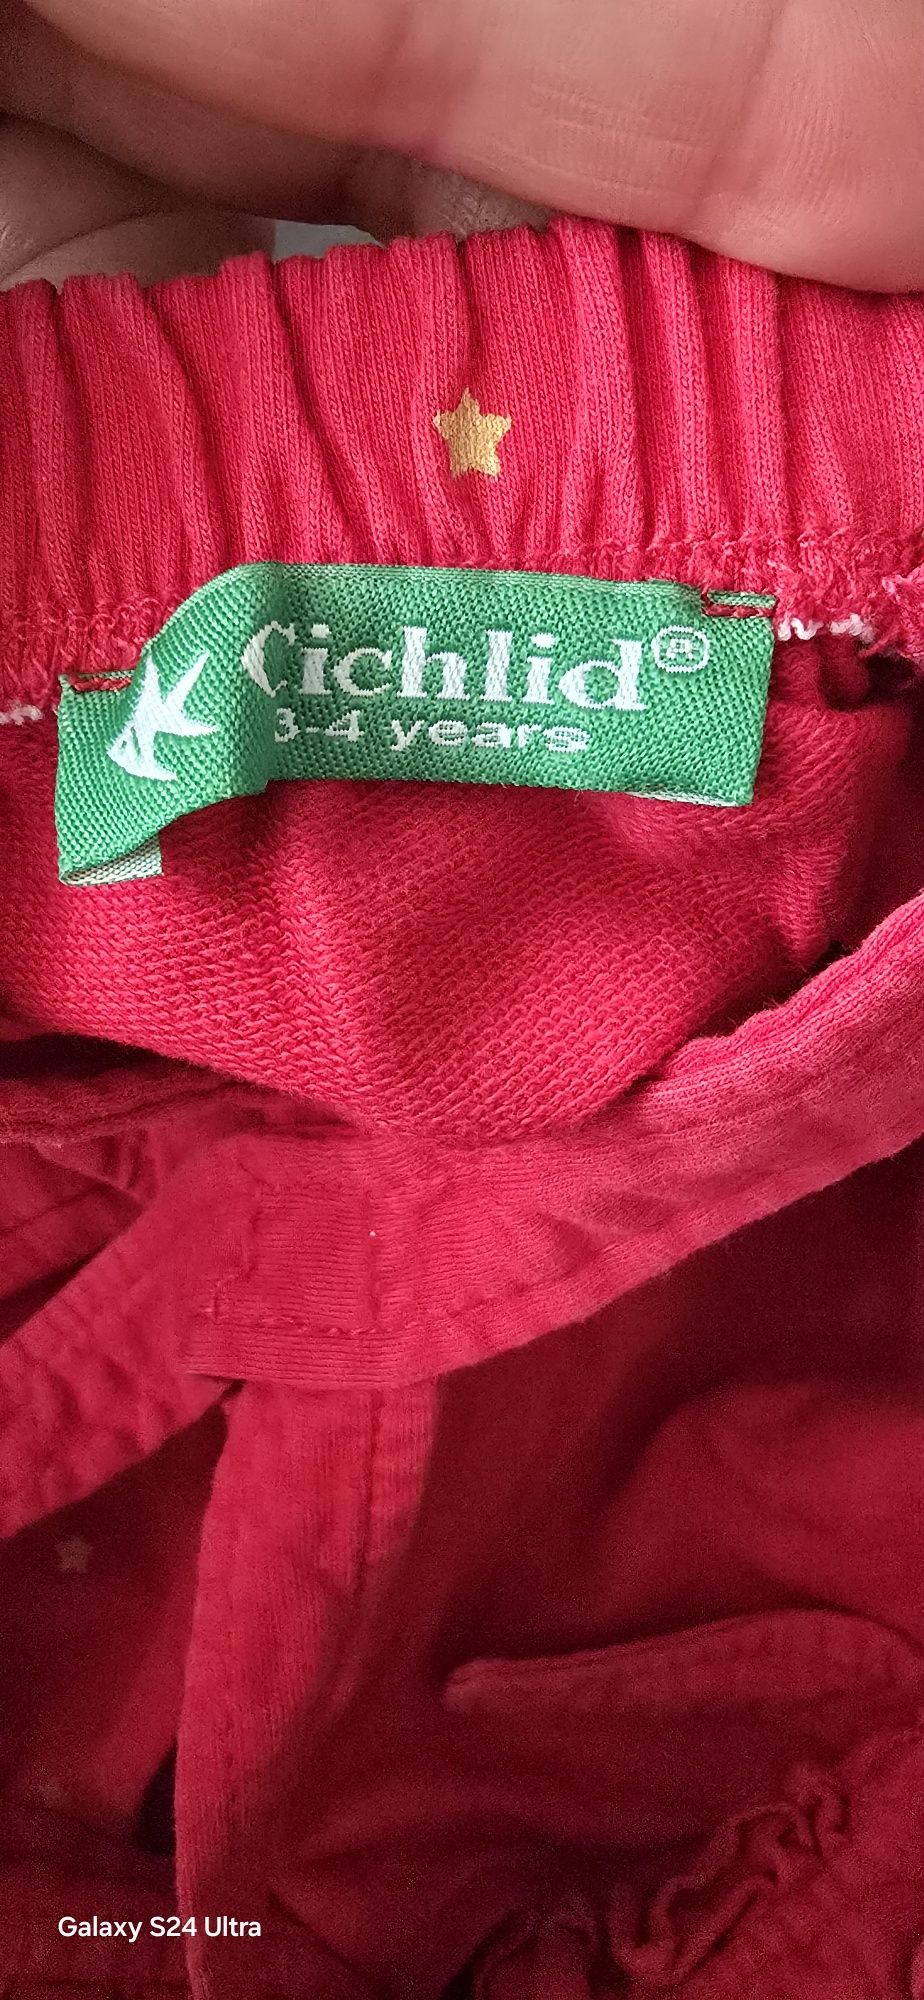 Cichlid®
3-4 years
Galaxy S24 Ultra